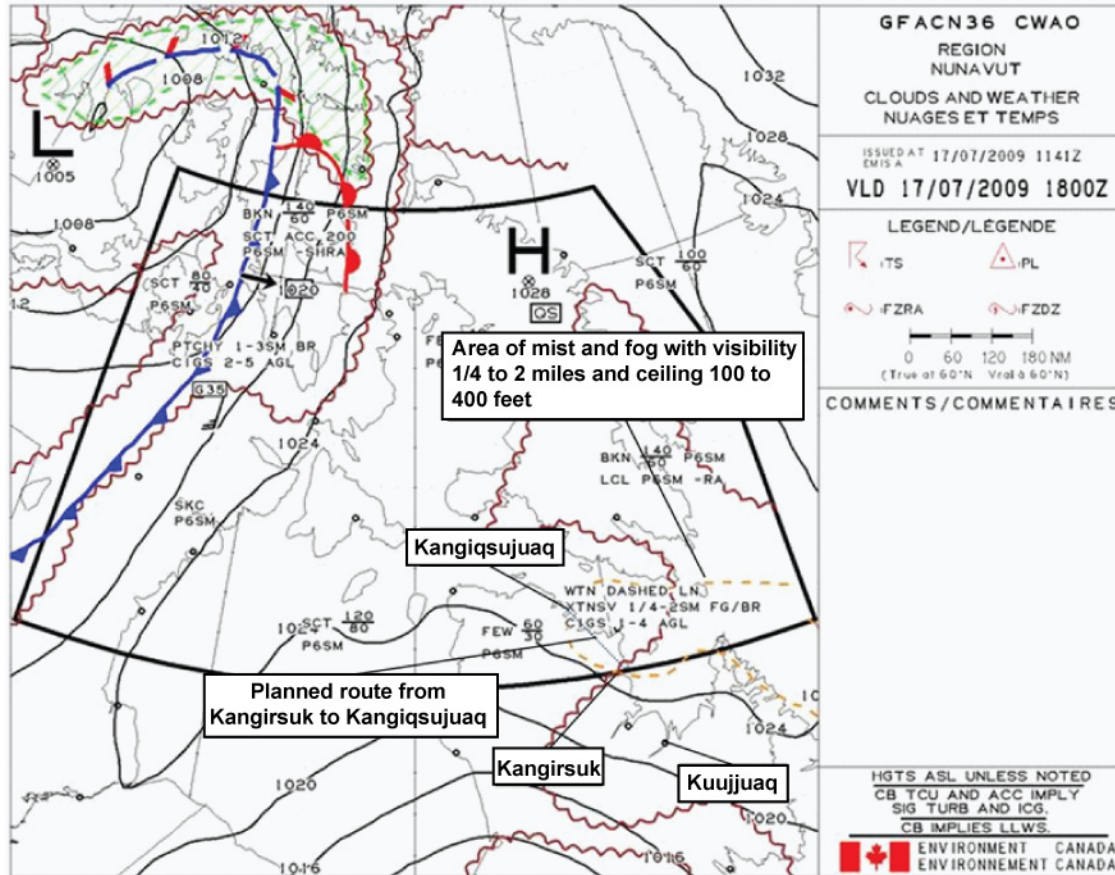 GFACN36 CWAO
REGION
NUNAVUT
CLOUDS AND WEATHER
NUAGES ET TEMPS
ISSUED AT 17/07/2009 1141Z
EMIS A
VLD 17/07/2009 1800Z
LEGEND/LÉGENDE
TS
PL
FZRA
FZDZ
0 60 120 180 NM
(True at 60°N Vrai à 60°N)
COMMENTS/COMMENTAIRES
HGTS ASL UNLESS NOTED
CB TCU AND ACC IMPLY
SIG TURB AND ICG.
CB IMPLIES LLWS.
ENVIRONMENT CANADA
ENVIRONNEMENT CANADA
1012
1008
L
1005
1008
1032
1028
1024
BKN 140/60 P6SM
SCT ACC 200
P6SM -SHRA
SCT 80/40
P6SM
1020
H
1028
QS
SCT 100/60
P6SM
PTCHY 1-3SM BR
CIGS 2-5 AGL
G35
1024
Area of mist and fog with visibility
1/4 to 2 miles and ceiling 100 to
400 feet
BKN 140/60 P6SM
LCL P6SM -RA
SKC
P6SM
Kangiqsujuaq
WTN DASHED LN
XTNSV 1/4-2SM FG/BR
CIGS 1-4 AGL
1024
SCT 120/80
P6SM
FEW 60/30
P6SM
Planned route from
Kangirsuk to Kangiqsujuaq
Kangirsuk
Kuujjuaq
1024
1020
1020
1016
1016